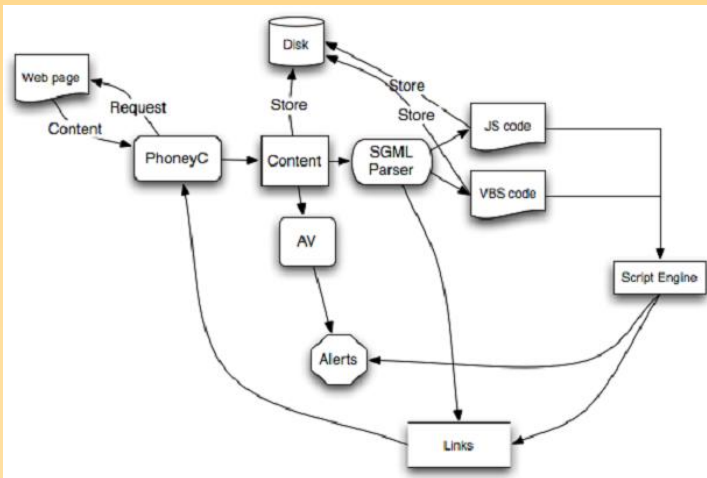 Disk
Web page
Request
Store
Store
Content
Store
JS code
PhoneyC
Content
SGML
Parser
VBS code
AV
Script Engine
Alerts
Links